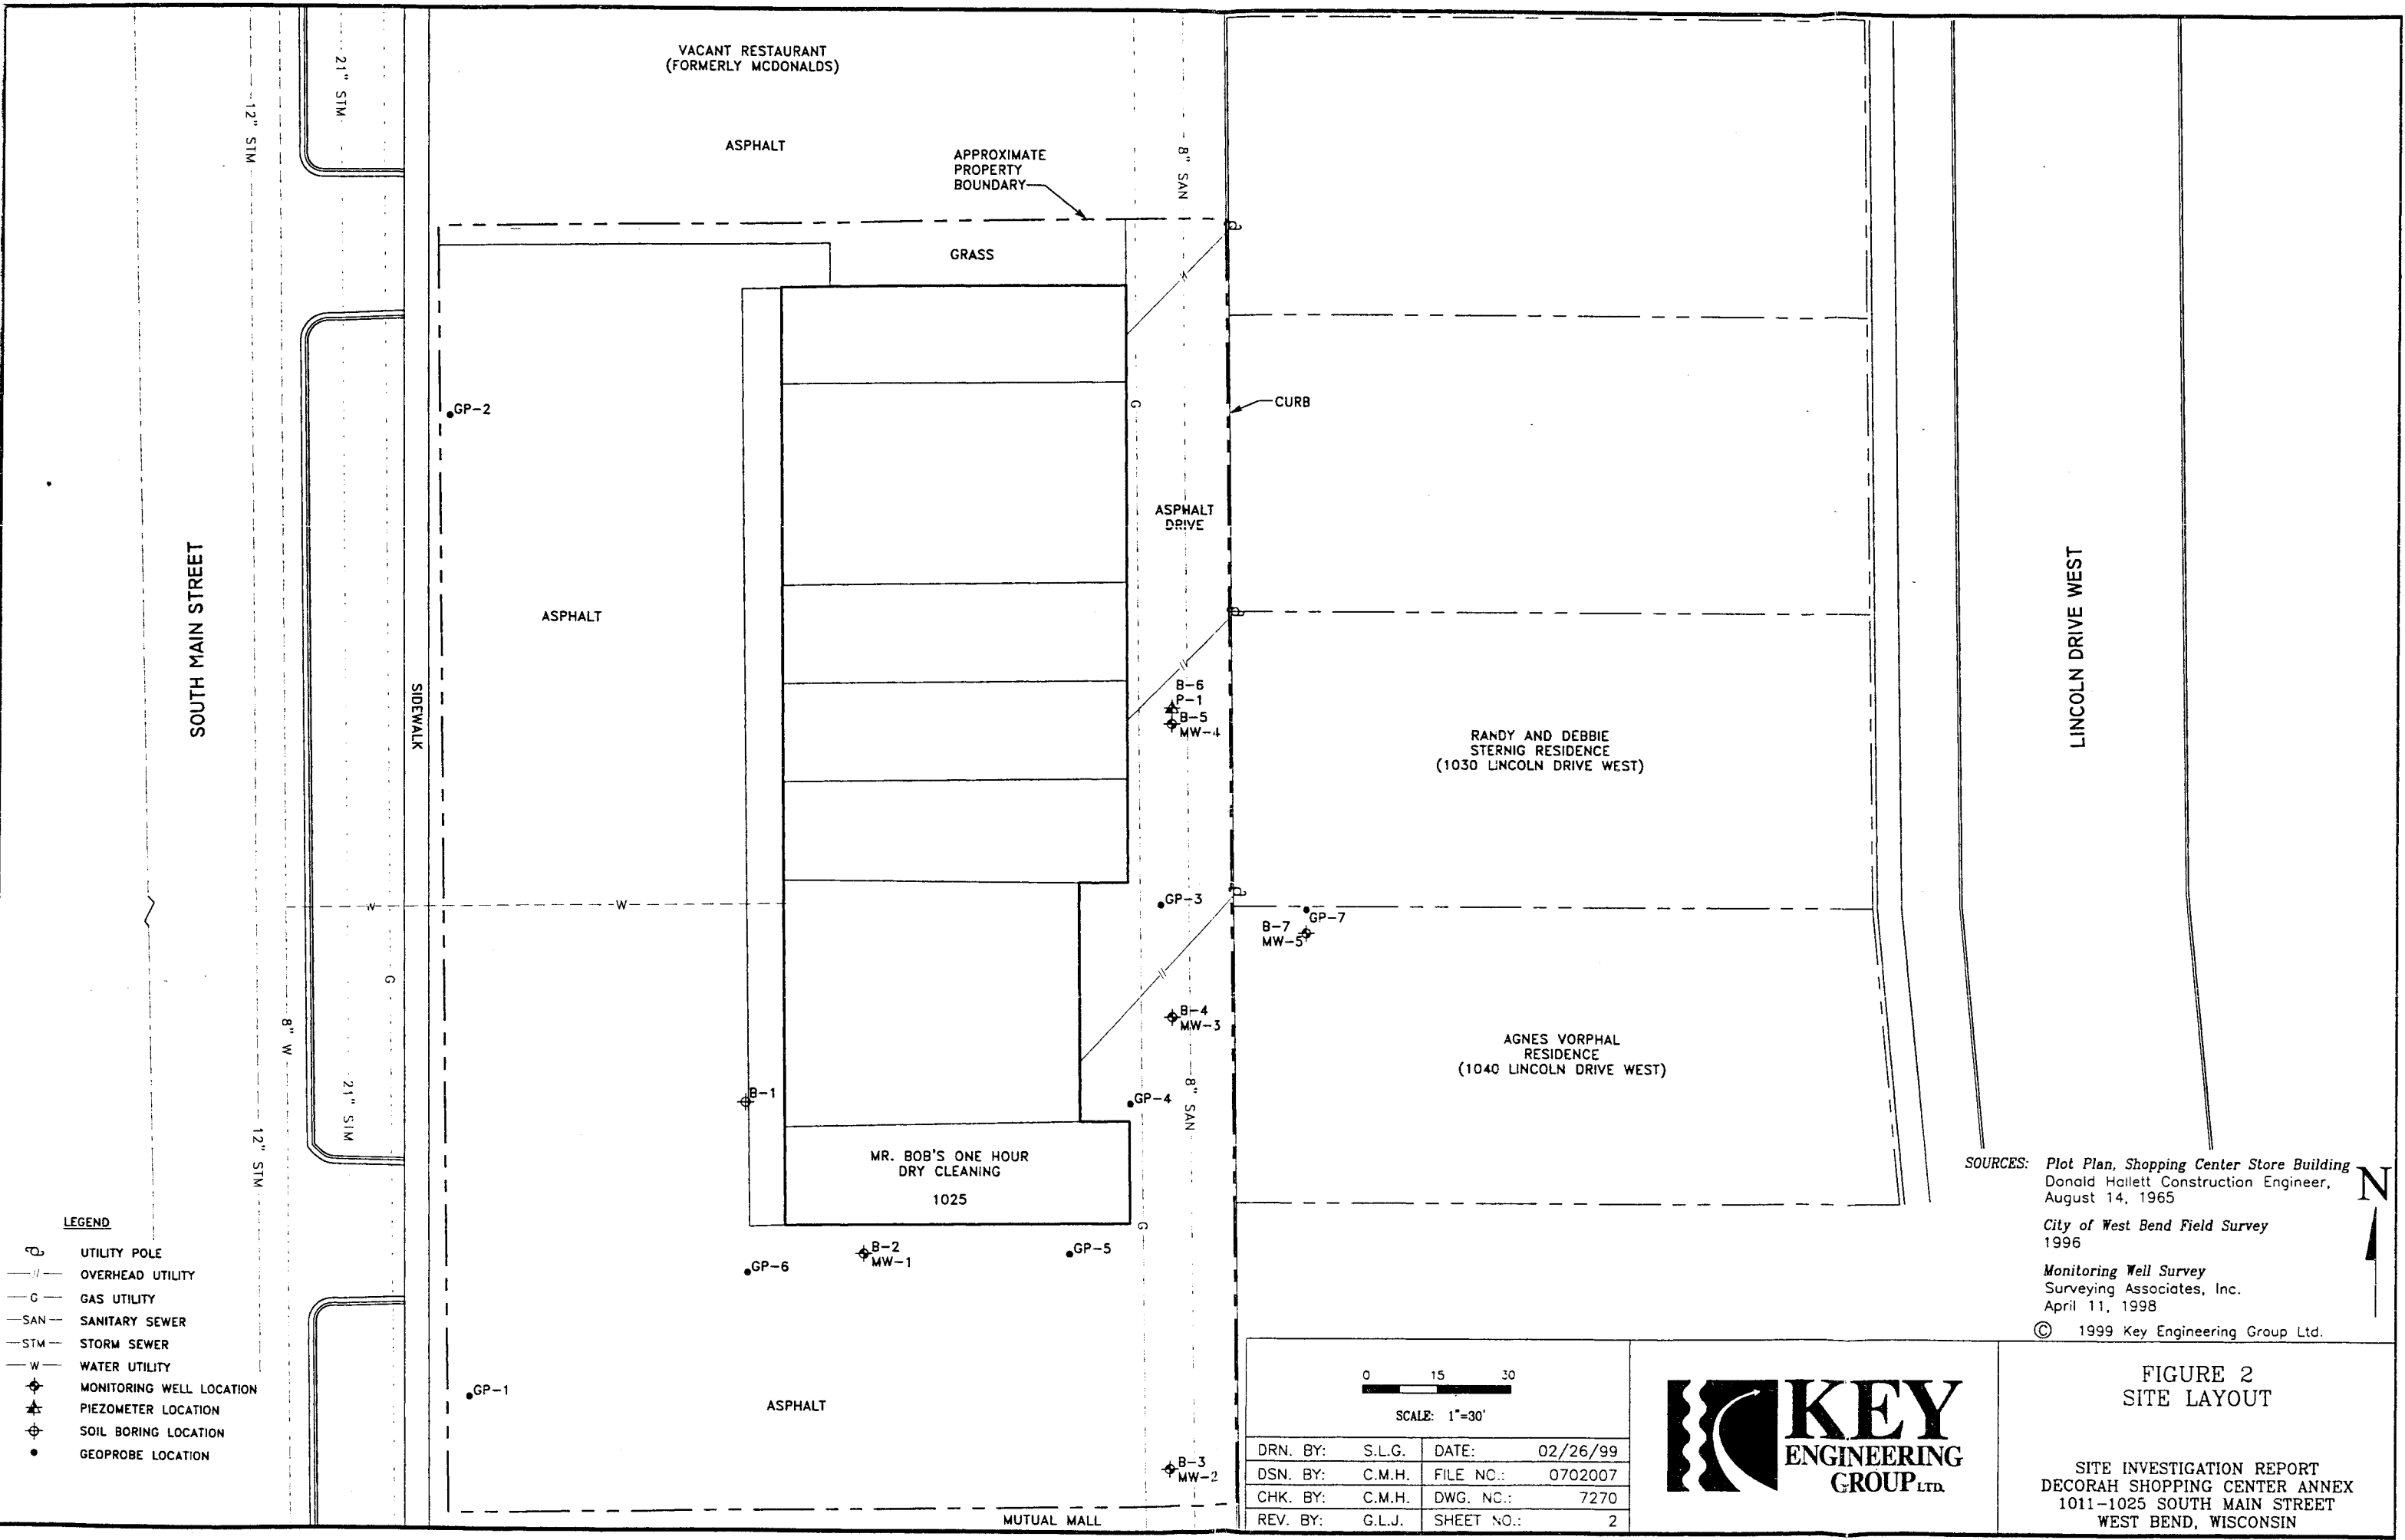 VACANT RESTAURANT
(FORMERLY MCDONALDS)
21" STM
12" STM
ASPHALT
8" SAN
APPROXIMATE
PROPERTY
BOUNDARY
GRASS
GP-2
G
CURB
ASPHALT
DRIVE
SOUTH MAIN STREET
LINCOLN DRIVE WEST
ASPHALT
SIDEWALK
B-6
P-1
B-5
MW-4
RANDY AND DEBBIE
STERNIG RESIDENCE
(1030 LINCOLN DRIVE WEST)
W
W
GP-3
GP-7
B-7
MW-5
G
8" W
B-4
MW-3
AGNES VORPHAL
RESIDENCE
(1040 LINCOLN DRIVE WEST)
21" STM
B-1
GP-4
8" SAN
12" STM
MR. BOB'S ONE HOUR
DRY CLEANING
1025
G
B-2
MW-1
GP-5
GP-6
GP-1
ASPHALT
B-3
MW-2
MUTUAL MALL
LEGEND
UTILITY POLE
OVERHEAD UTILITY
G GAS UTILITY
SAN SANITARY SEWER
STM STORM SEWER
W WATER UTILITY
MONITORING WELL LOCATION
PIEZOMETER LOCATION
SOIL BORING LOCATION
GEOPROBE LOCATION
SOURCES: Plot Plan, Shopping Center Store Building
Donald Hallett Construction Engineer,
August 14, 1965
City of West Bend Field Survey
1996
Monitoring Well Survey
Surveying Associates, Inc.
April 11, 1998
© 1999 Key Engineering Group Ltd.
N
0 15 30
SCALE: 1"=30'
DRN. BY: S.L.G. DATE: 02/26/99
DSN. BY: C.M.H. FILE NO.: 0702007
CHK. BY: C.M.H. DWG. NO.: 7270
REV. BY: G.L.J. SHEET NO.: 2
KEY
ENGINEERING
GROUP LTD.
FIGURE 2
SITE LAYOUT
SITE INVESTIGATION REPORT
DECORAH SHOPPING CENTER ANNEX
1011-1025 SOUTH MAIN STREET
WEST BEND, WISCONSIN